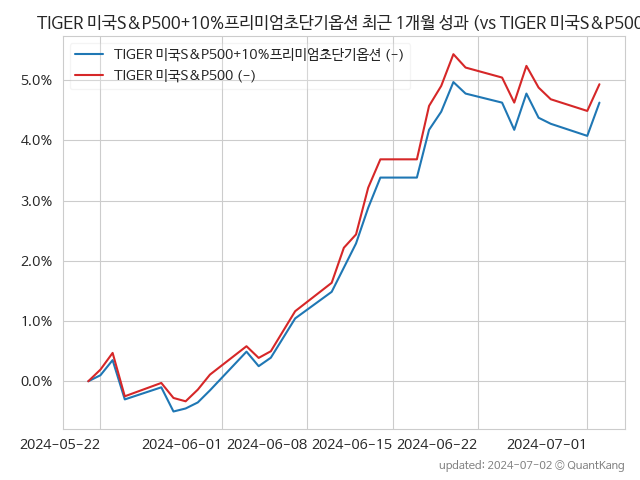 TIGER 미국S&P500+10%프리미엄초단기옵션 최근 1개월 성과 (vs TIGER 미국S&P500
TIGER 미국S&P500+10%프리미엄초단기옵션 (-)
TIGER 미국S&P500 (-)
5.0%
4.0%
3.0%
2.0%
1.0%
0.0%
2024-05-22 2024-06-01 2024-06-08 2024-06-15 2024-06-22 2024-07-01
updated: 2024-07-02 © QuantKang